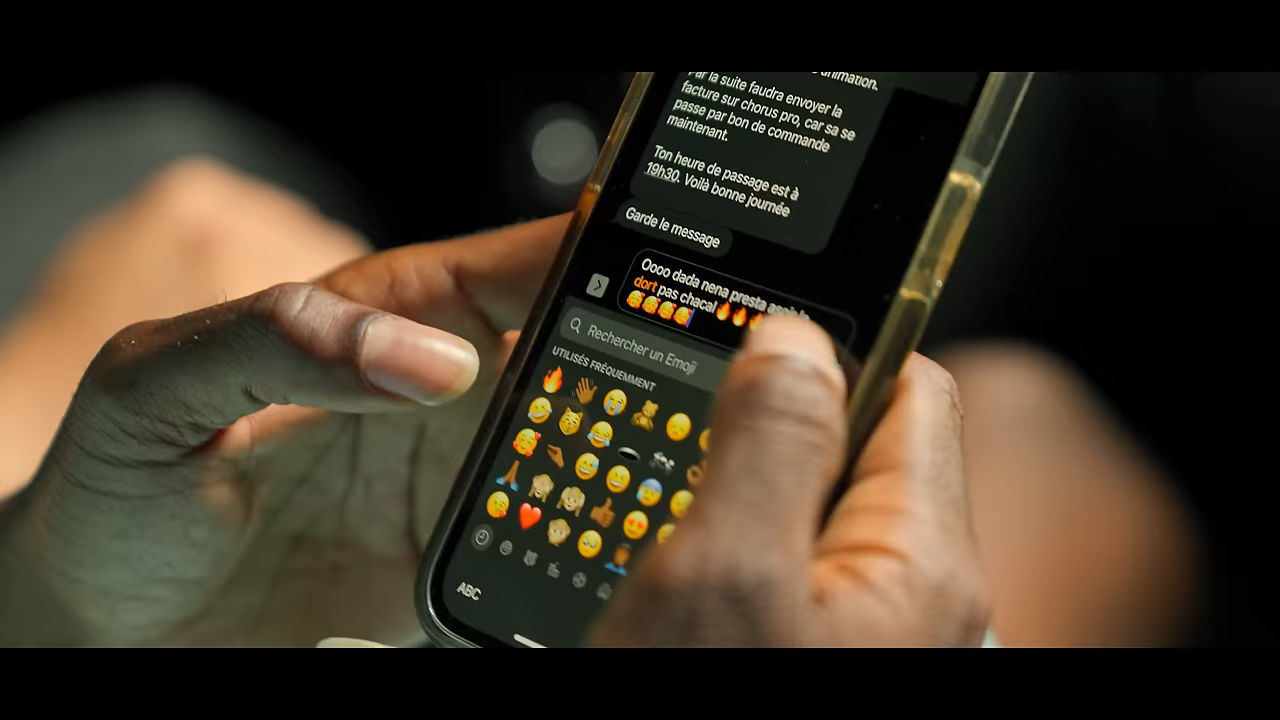 animation.
Par la suite faudra envoyer la
facture sur chorus pro, car sa se
passe par bon de commande
maintenant.
Ton heure de passage est à
19h30. Voilà bonne journée
Garde le message
Oooo dada nena presta
dort pas chacal🔥🔥
Rechercher un Emoji
UTILISÉS FRÉQUEMMENT
ABC